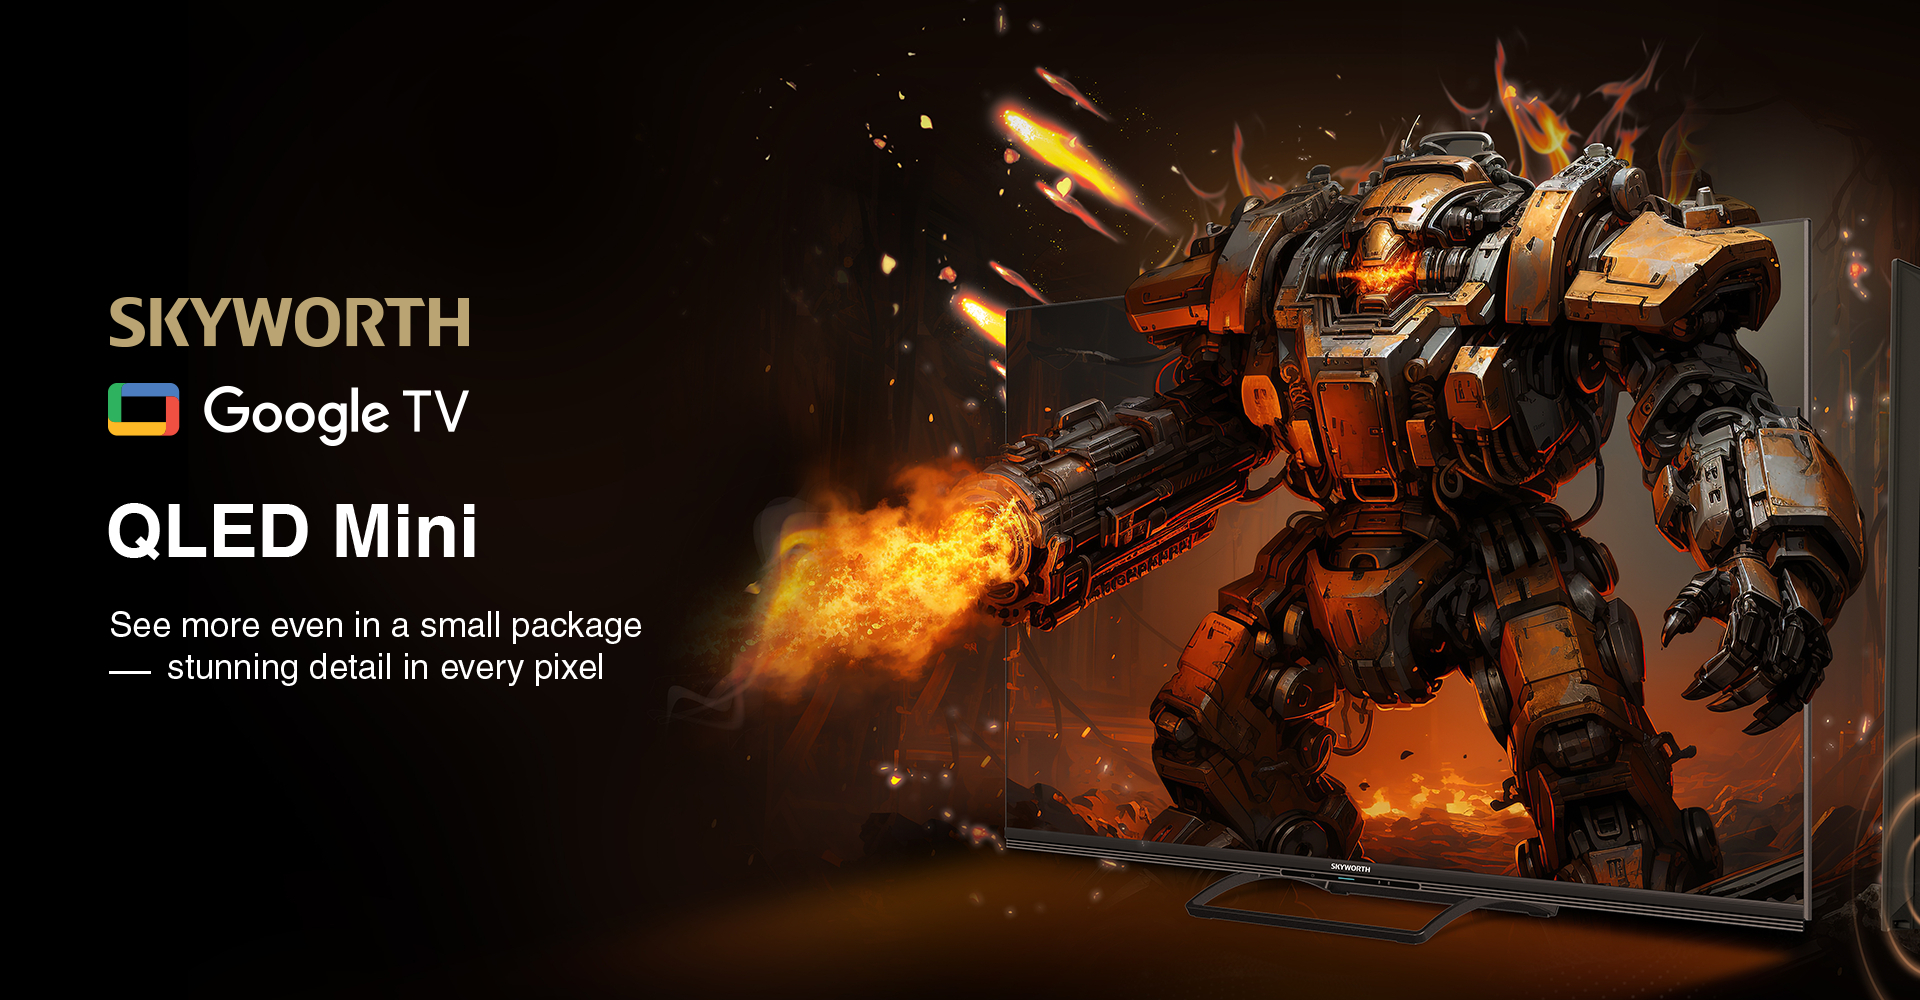 SKYWORTH
Google TV
QLED Mini
See more even in a small package
— stunning detail in every pixel
SKYWORTH